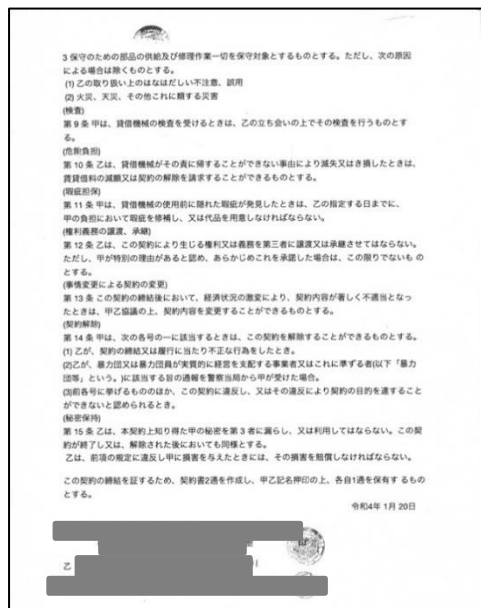 3 保守のための部品の供給及び修理作業一切を保守対象とするものとする。ただし、次の原因
による場合は除くものとする。
(1) 乙の取り扱い上のはなはだしい不注意、誤用
(2) 火災、天災、その他これに類する災害
(検査)
第 9 条 甲は、賃借機械の検査を受けるときは、乙の立ち会いの上でその検査を行うものとす
る。
(危険負担)
第 10 条 乙は、賃借機械がその責に帰することができない事由により滅失又はき損したときは、
賃貸借料の減額又は契約の解除を請求することができるものとする。
(瑕疵担保)
第 11 条 甲は、賃借機械の使用前に隠れた瑕疵が発見したときは、乙の指定する日までに、
甲の負担において瑕疵を修補し、又は代品を用意しなければならない。
(権利義務の譲渡、承継)
第 12 条 乙は、この契約により生じる権利又は義務を第三者に譲渡又は承継させてはならない。
ただし、甲が特別の理由があると認め、あらかじめこれを承諾した場合は、この限りでないも の
とする。
(事情変更による契約の変更)
第 13 条 この契約の締結後において、経済状況の激変により、契約内容が著しく不適当となっ
たときは、甲乙協議の上、契約内容を変更することができるものとする。
(契約解除)
第 14 条 甲は、次の各号の一に該当するときは、この契約を解除することができるものとする。
(1) 乙が、契約の締結又は履行に当たり不正な行為をしたとき。
(2)乙が、暴力団又は暴力団員が実質的に経営を支配する事業者又はこれに準ずる者(以下「暴力
団等」という。)に該当する旨の通報を警察当局から甲が受けた場合。
(3)前各号に挙げるもののほか、この契約に違反し、又はその違反により契約の目的を達すること
ができないと認められるとき。
(秘密保持)
第 15 条 乙は、本契約上知り得た甲の秘密を第 3 者に漏らし、又は利用してはならない。この契
約が終了し又は、解除された後においても同様とする。
乙は、前項の規定に違反し甲に損害を与えたときには、その損害を賠償しなければならない。
この契約の締結を証するため、契約書2通を作成し、甲乙記名押印の上、各自1通を保有す るもの
とする。
令和4年 1月 20日
乙